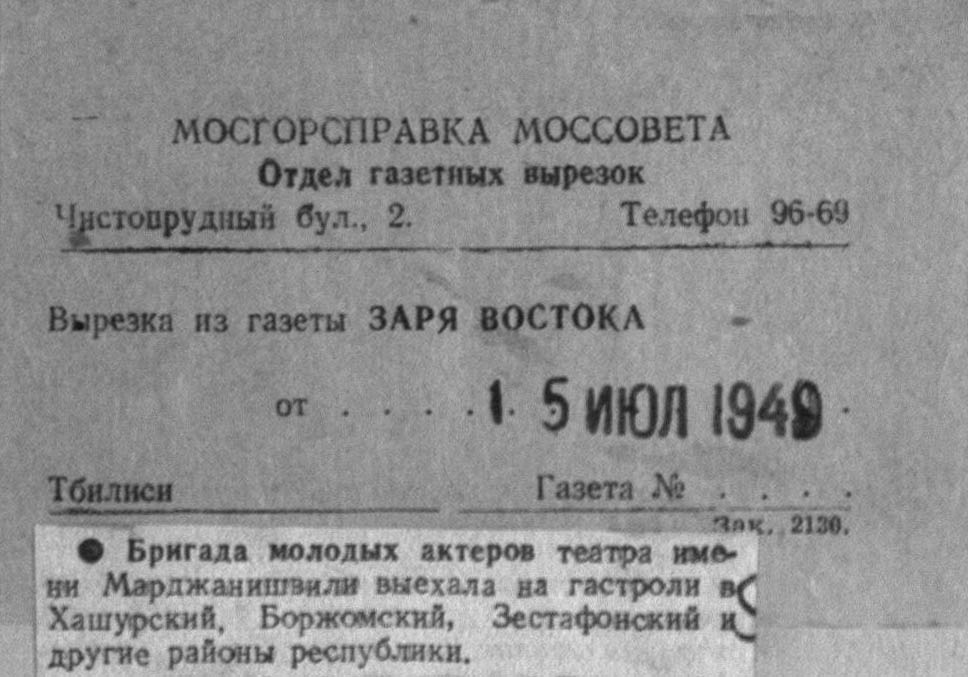 МОСГОРСПРАВКА МОССОВЕТА
Отдел газетных вырезок
Чистопрудный бул., 2. Телефон 96-69
Вырезка из газеты ЗАРЯ ВОСТОКА
от . . . . 1 5 ИЮЛ 1949 .
Тбилиси Газета № . . . .
Зак. 2130.
● Бригада молодых актеров театра име-
ни Марджанишвили выехала на гастроли в
Хашурский, Боржомский, Зестафонский и
другие районы республики.